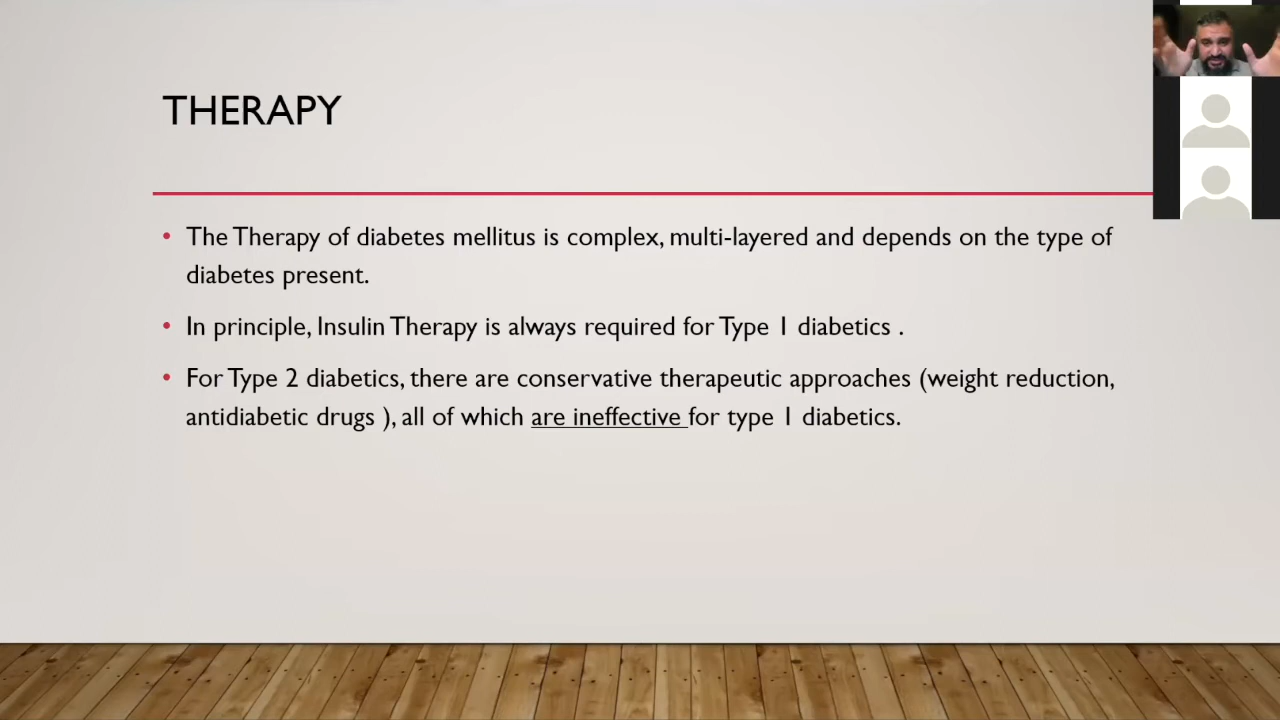 THERAPY
• The Therapy of diabetes mellitus is complex, multi-layered and depends on the type of
diabetes present.
• In principle, Insulin Therapy is always required for Type 1 diabetics .
• For Type 2 diabetics, there are conservative therapeutic approaches (weight reduction,
antidiabetic drugs ), all of which are ineffective for type 1 diabetics.